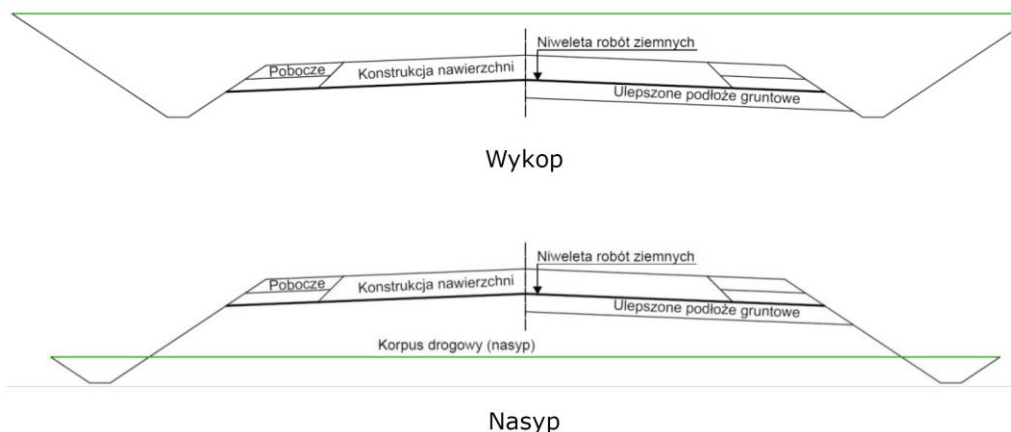 Niweleta robót ziemnych
Pobocze
Konstrukcja nawierzchni
Ulepszone podłoże gruntowe
Wykop
Niweleta robót ziemnych
Pobocze
Konstrukcja nawierzchni
Ulepszone podłoże gruntowe
Korpus drogowy (nasyp)
Nasyp